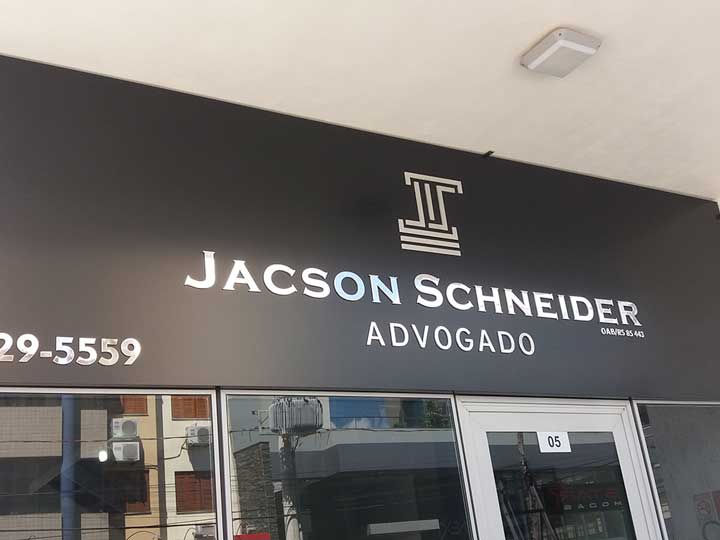 JACSON SCHNEIDER
OAB/RS 85 443
ADVOGADO
29-5559
05